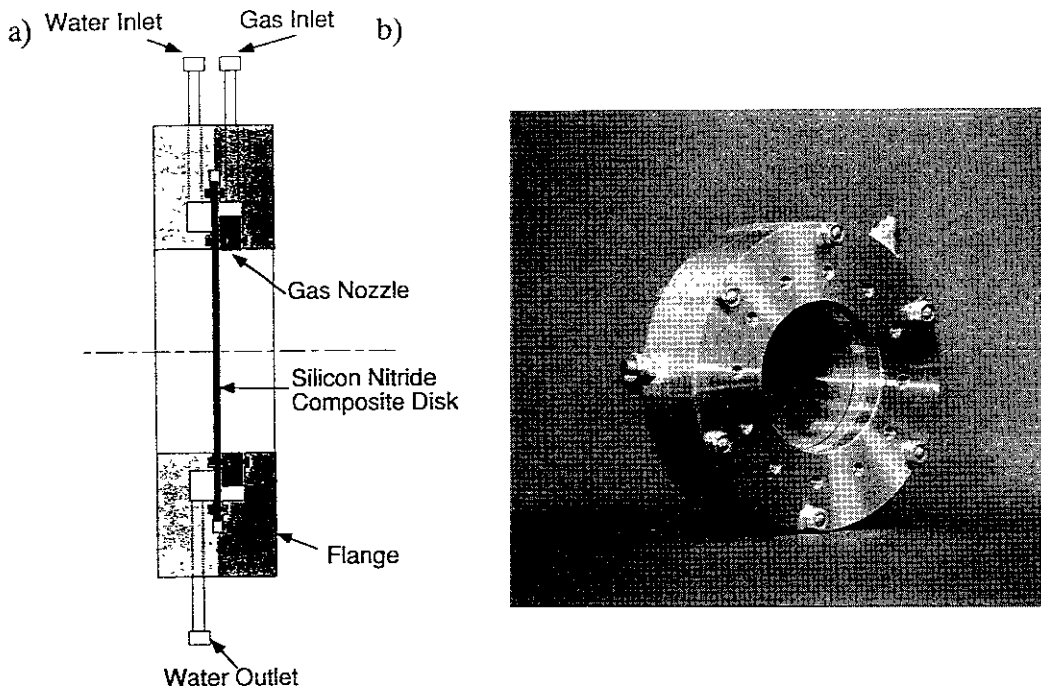 a)
Water Inlet
Gas Inlet
b)
Gas Nozzle
Silicon Nitride
Composite Disk
Flange
Water Outlet